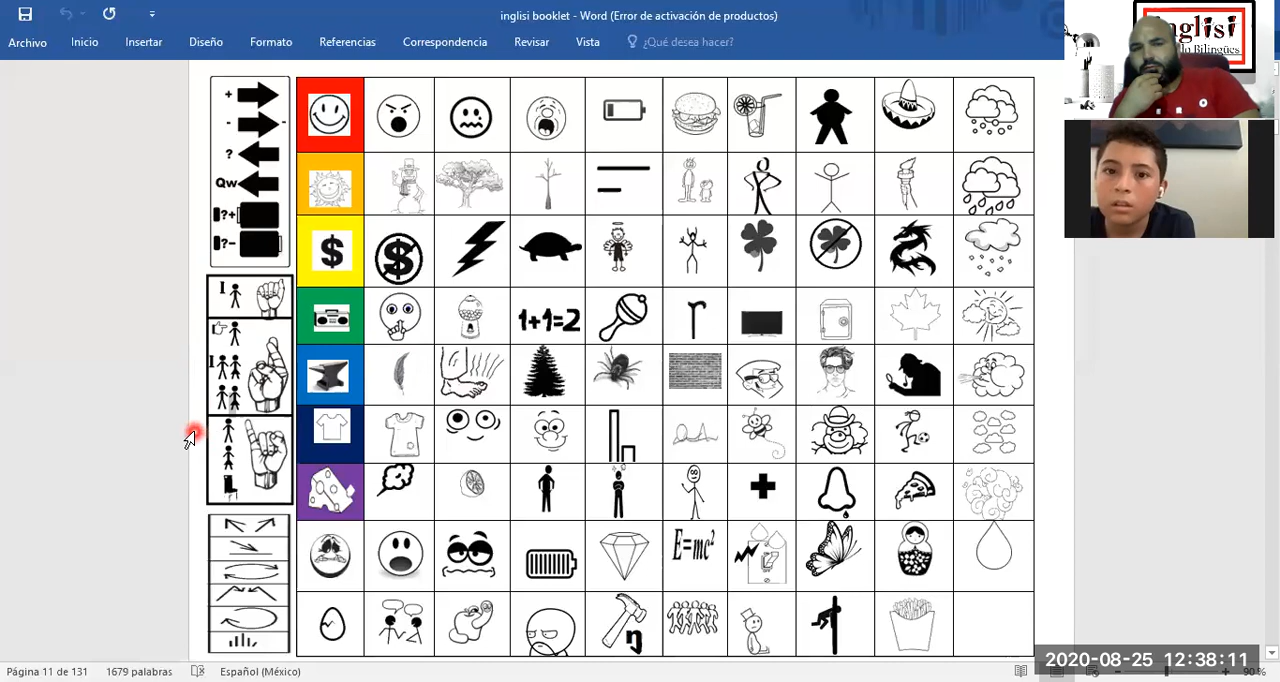 inglisi booklet - Word (Error de activación de productos)
Archivo Inicio Insertar Diseño Formato Referencias Correspondencia Revisar Vista ¿Qué desea hacer?
inglisi
lo Bilingües
+
-
?
Qw
?+
?-
I
I
$
$
1+1=2
r
E=mc²
n
Página 11 de 131 1679 palabras Español (México)
2020-08-25 12:38:11
90 %